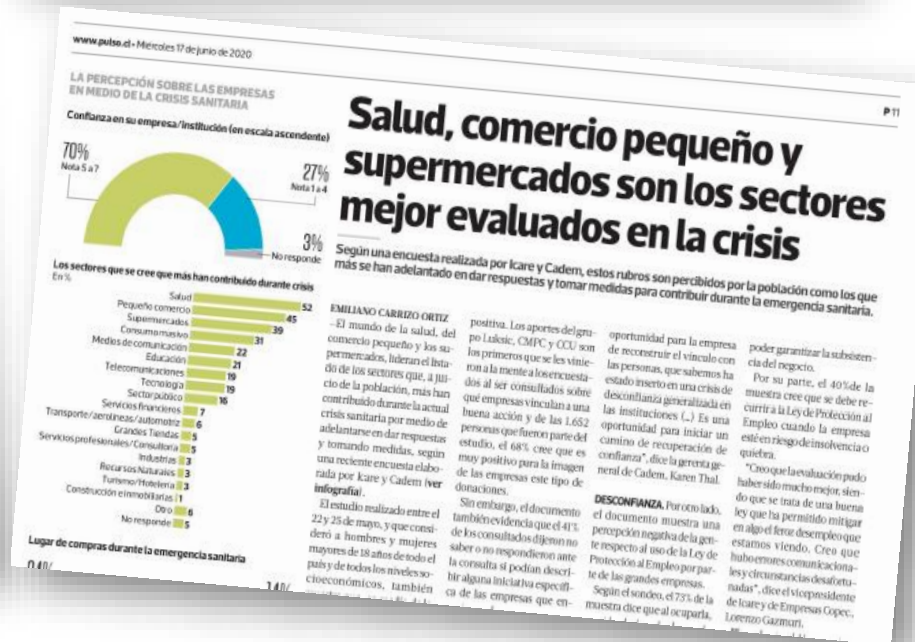 www.pulso.cl • Miércoles 17 de junio de 2020
P 11
LA PERCEPCIÓN SOBRE LAS EMPRESAS
EN MEDIO DE LA CRISIS SANITARIA
Confianza en su empresa/institución (en escala ascendente)
70%
Nota 5 a 7
27%
Nota 1 a 4
3%
No responde
Los sectores que se cree que más han contribuido durante crisis
En %
Salud 52
Pequeño comercio 45
Supermercados 39
Consumo masivo 31
Medios de comunicación 22
Educación 21
Telecomunicaciones 19
Tecnología 19
Sector público 16
Servicios financieros 7
Transporte/aerolíneas/automotriz 6
Grandes Tiendas 5
Servicios profesionales/Consultoría 5
Industrias 3
Recursos Naturales 3
Turismo/Hotelería 3
Construcción e inmobiliarias 1
Otro 6
No responde 5
Lugar de compras durante la emergencia sanitaria
Salud, comercio pequeño y
supermercados son los sectores
mejor evaluados en la crisis
Según una encuesta realizada por Icare y Cadem, estos rubros son percibidos por la población como los que
más se han adelantado en dar respuestas y tomar medidas para contribuir durante la emergencia sanitaria.
EMILIANO CARRIZO ORTIZ
—El mundo de la salud, del
comercio pequeño y los su-
permercados, lideran el lista-
do de los sectores que, a jui-
cio de la población, más han
contribuido durante la actual
crisis sanitaria por medio de
adelantarse en dar respuestas
y tomando medidas, según
una reciente encuesta elabo-
rada por Icare y Cadem (ver
infografía).
El estudio realizado entre el
22 y 25 de mayo, y que consi-
deró a hombres y mujeres
mayores de 18 años de todo el
país y de todos los niveles so-
cioeconómicos, también
positiva. Los aportes del gru-
po Luksic, CMPC y CCU son
los primeros que se les vinie-
ron a la mente a los encuesta-
dos al ser consultados sobre
qué empresas vinculan a una
buena acción y de las 1.652
personas que fueron parte del
estudio, el 68% cree que es
muy positivo para la imagen
de las empresas este tipo de
donaciones.
Sin embargo, el documento
también evidencia que el 41%
de los consultados dijeron no
saber o no respondieron ante
la consulta si podían descri-
bir alguna iniciativa específi-
ca de las empresas que en-
oportunidad para la empresa
de reconstruir el vínculo con
las personas, que sabemos ha
estado inserto en una crisis de
desconfianza generalizada en
las instituciones (...) Es una
oportunidad para iniciar un
camino de recuperación de
confianza", dice la gerenta ge-
neral de Cadem, Karen Thal.
DESCONFIANZA. Por otro lado,
el documento muestra una
percepción negativa de la gen-
te respecto al uso de la Ley de
Protección al Empleo por par-
te de las grandes empresas.
Según el sondeo, el 73% de la
muestra dice que al ocuparla,
poder garantizar la subsisten-
cia del negocio.
Por su parte, el 40% de la
muestra cree que se debe re-
currir a la Ley de Protección al
Empleo cuando la empresa
esté en riesgo de insolvencia o
quiebra.
"Creo que la evaluación pudo
haber sido mucho mejor, sien-
do que se trata de una buena
ley que ha permitido mitigar
en algo el feroz desempleo que
estamos viendo. Creo que
hubo errores comunicaciona-
les y circunstancias desafortu-
nadas", dice el vicepresidente
de Icare y de Empresas Copec,
Lorenzo Gazmuri.